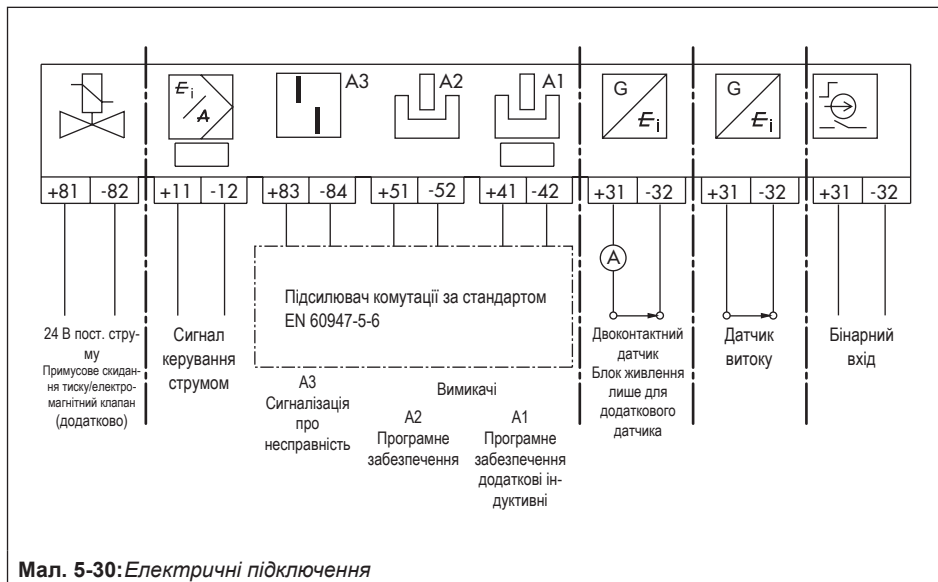 A3
A2
A1
E i
A
G
E i
G
E i
+81 -82 +11 -12 +83 -84 +51 -52 +41 -42 +31 -32 +31 -32 +31 -32
A
Підсилювач комутації за стандартом
EN 60947-5-6
24 В пост. стру-
му
Примусове скидан-
ня тиску/електро-
магнітний клапан
(додатково)
Сигнал
керування
струмом
A3
Сигналізація
про
несправність
Вимикачі
A2
Програмне
забезпечення
A1
Програмне
забезпечення
додаткові ін-
дуктивні
Двоконтактний
датчик
Блок живлення
лише для
додаткового
датчика
Датчик
витоку
Бінарний
вхід
Мал. 5-30:Електричні підключення